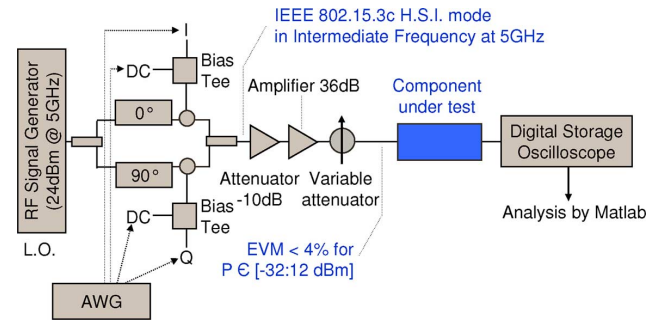 IEEE 802.15.3c H.S.I. mode
in Intermediate Frequency at 5GHz
I
DC
Bias
Tee
Amplifier 36dB
Component
under test
RF Signal Generator
(24dBm @ 5GHz)
0°
90°
Digital Storage
Oscilloscope
Attenuator
-10dB
Variable
attenuator
DC
Bias
Tee
Analysis by Matlab
L.O.
Q
EVM < 4% for
P Є [-32:12 dBm]
AWG